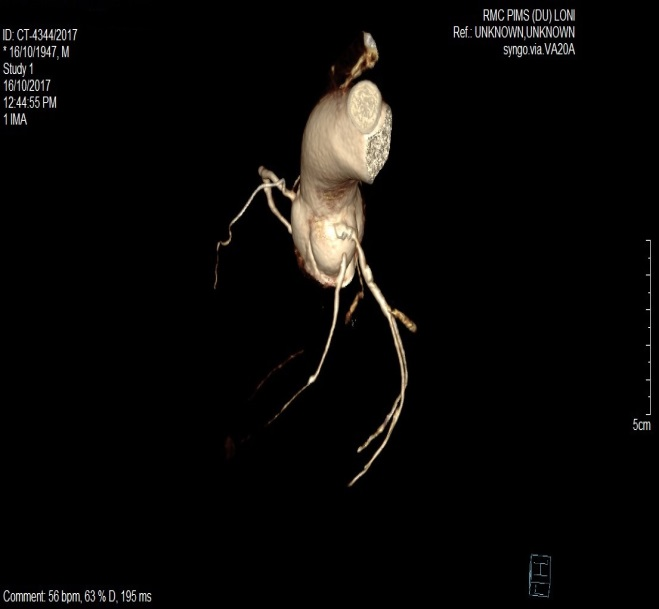 ID: CT-4344/2017
* 16/10/1947, M
Study 1
16/10/2017
12:44:55 PM
1 IMA
RMC PIMS (DU) LONI
Ref.: UNKNOWN,UNKNOWN
syngo.via.VA20A
5cm
Comment: 56 bpm, 63 % D, 195 ms